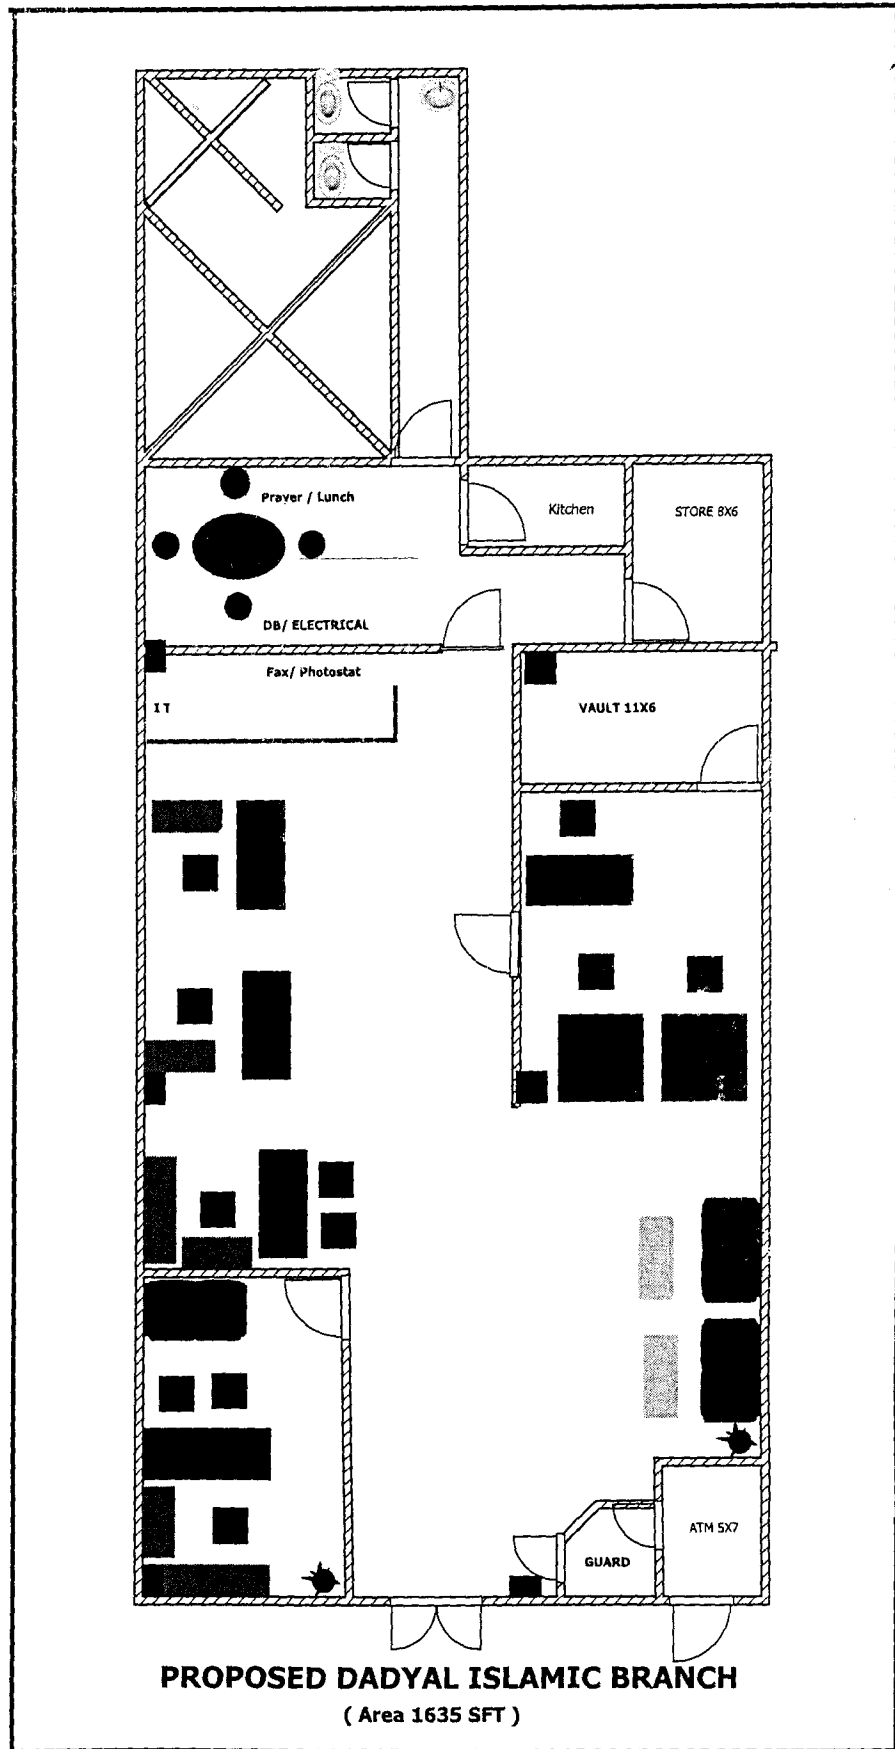 Prayer / Lunch
Kitchen
STORE 8X6
DB/ ELECTRICAL
Fax/ Photostat
I T
VAULT 11X6
ATM 5X7
GUARD
PROPOSED DADYAL ISLAMIC BRANCH
( Area 1635 SFT )